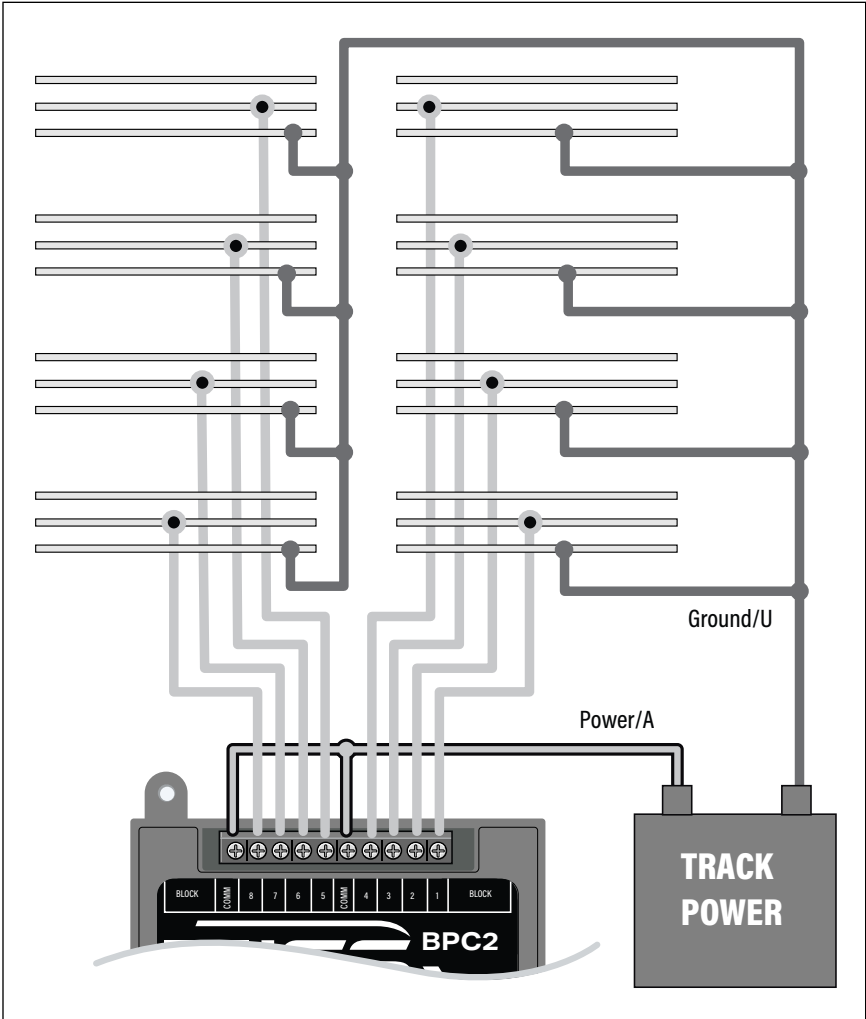 Ground/U
Power/A
TRACK
POWER
BLOCK COMM 8 7 6 5 COMM 4 3 2 1 BLOCK
BPC2